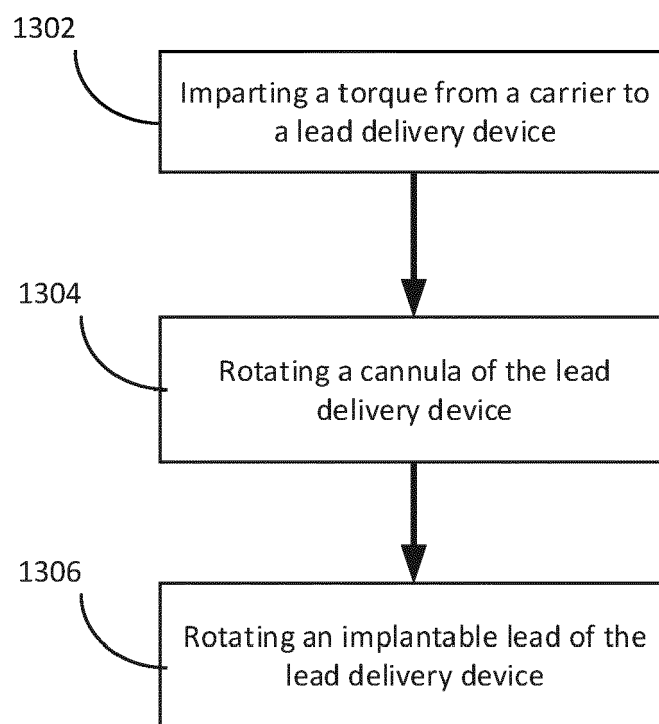 1302
Imparting a torque from a carrier to
a lead delivery device
1304
Rotating a cannula of the lead
delivery device
1306
Rotating an implantable lead of the
lead delivery device